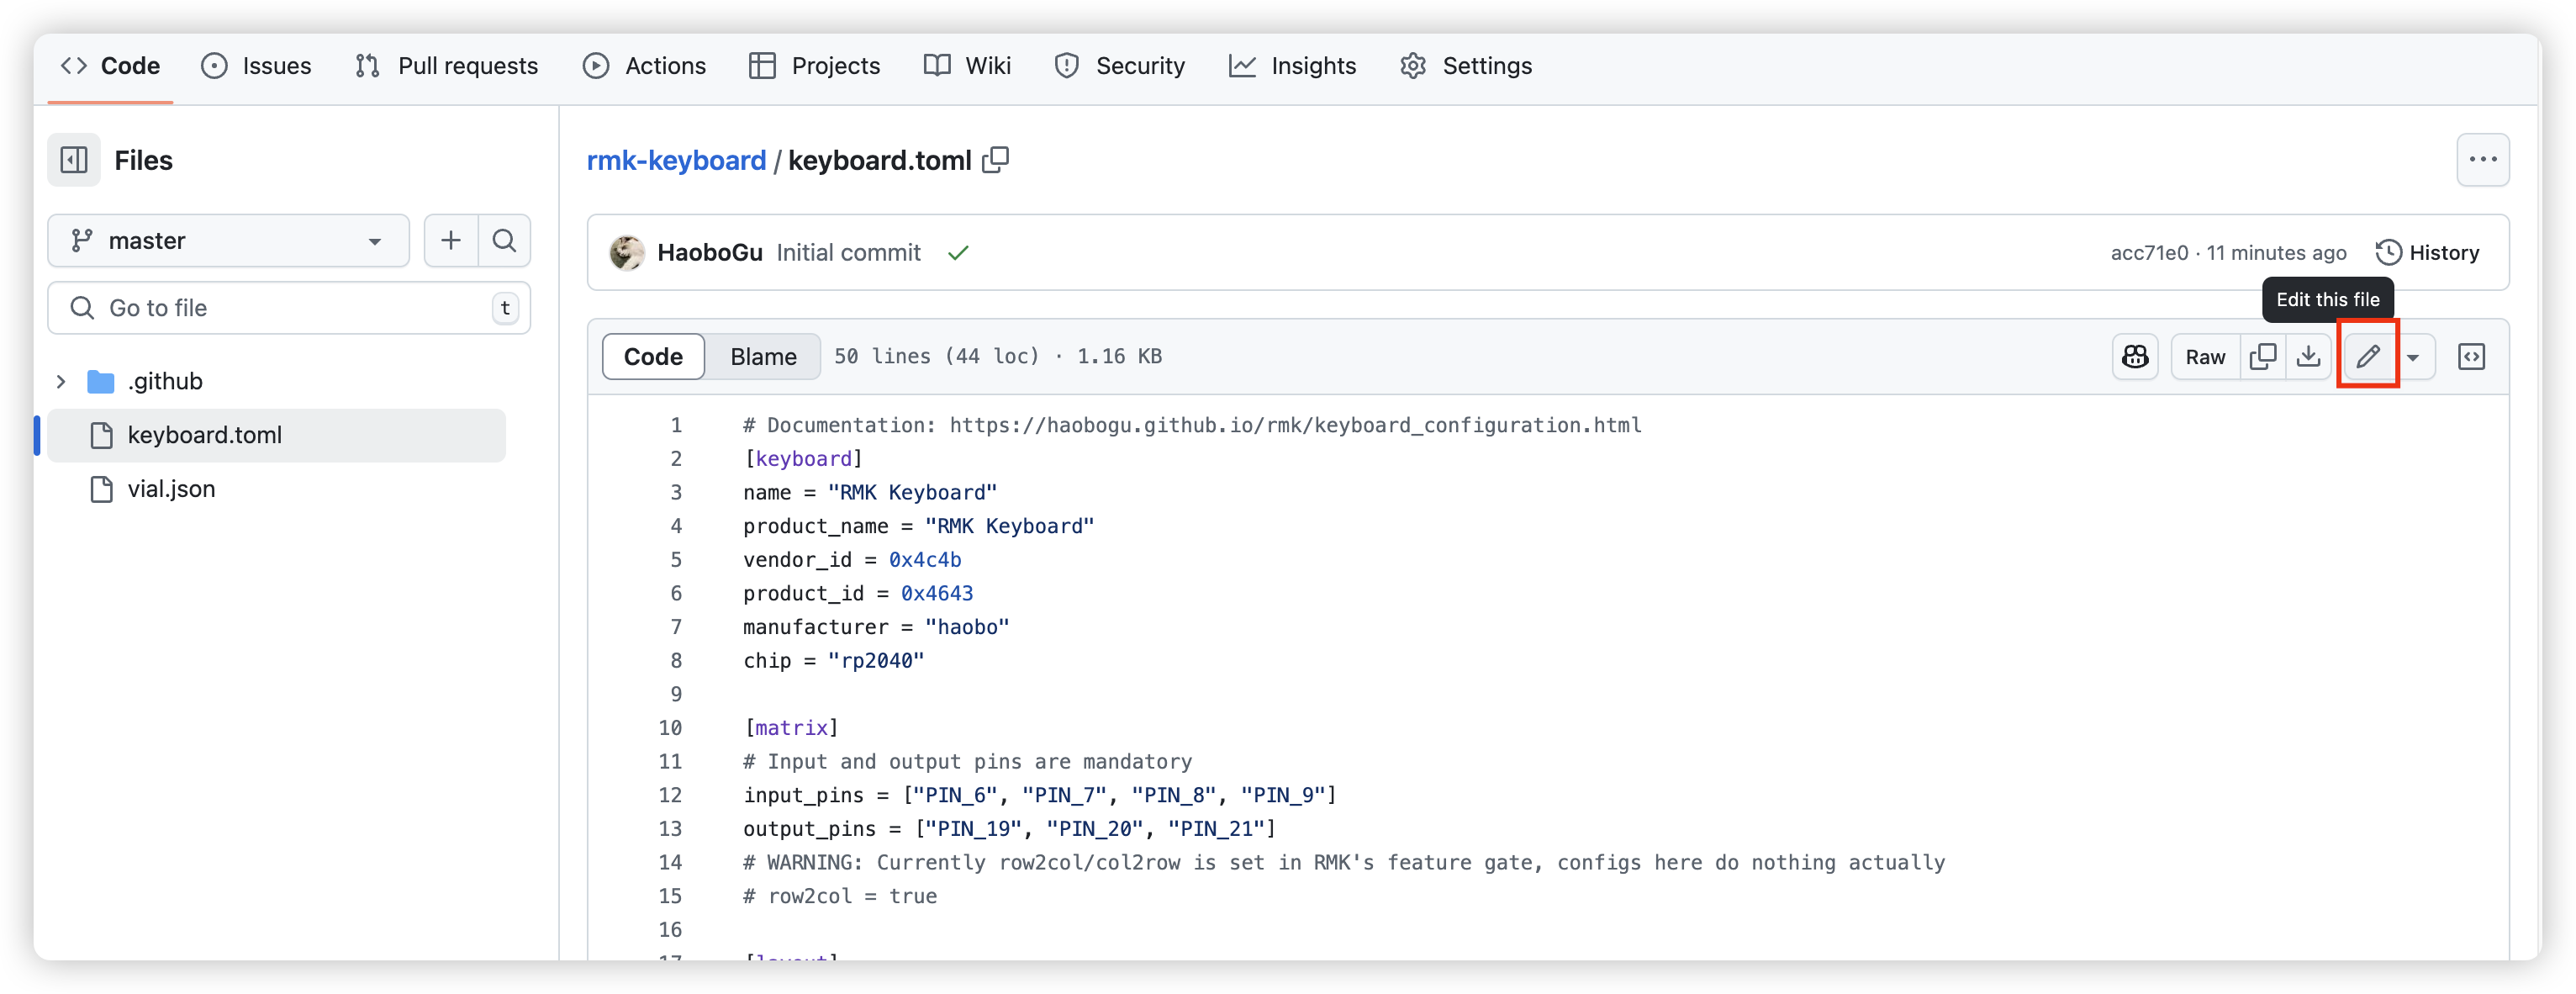 Code Issues Pull requests Actions Projects Wiki Security Insights Settings
Files
master
Go to file t
.github
keyboard.toml
vial.json
rmk-keyboard / keyboard.toml
HaoboGu Initial commit acc71e0 · 11 minutes ago History
Edit this file
Code Blame 50 lines (44 loc) · 1.16 KB Raw
1 # Documentation: https://haobogu.github.io/rmk/keyboard_configuration.html
2 [keyboard]
3 name = "RMK Keyboard"
4 product_name = "RMK Keyboard"
5 vendor_id = 0x4c4b
6 product_id = 0x4643
7 manufacturer = "haobo"
8 chip = "rp2040"
9
10 [matrix]
11 # Input and output pins are mandatory
12 input_pins = ["PIN_6", "PIN_7", "PIN_8", "PIN_9"]
13 output_pins = ["PIN_19", "PIN_20", "PIN_21"]
14 # WARNING: Currently row2col/col2row is set in RMK's feature gate, configs here do nothing actually
15 # row2col = true
16
17 [layout]